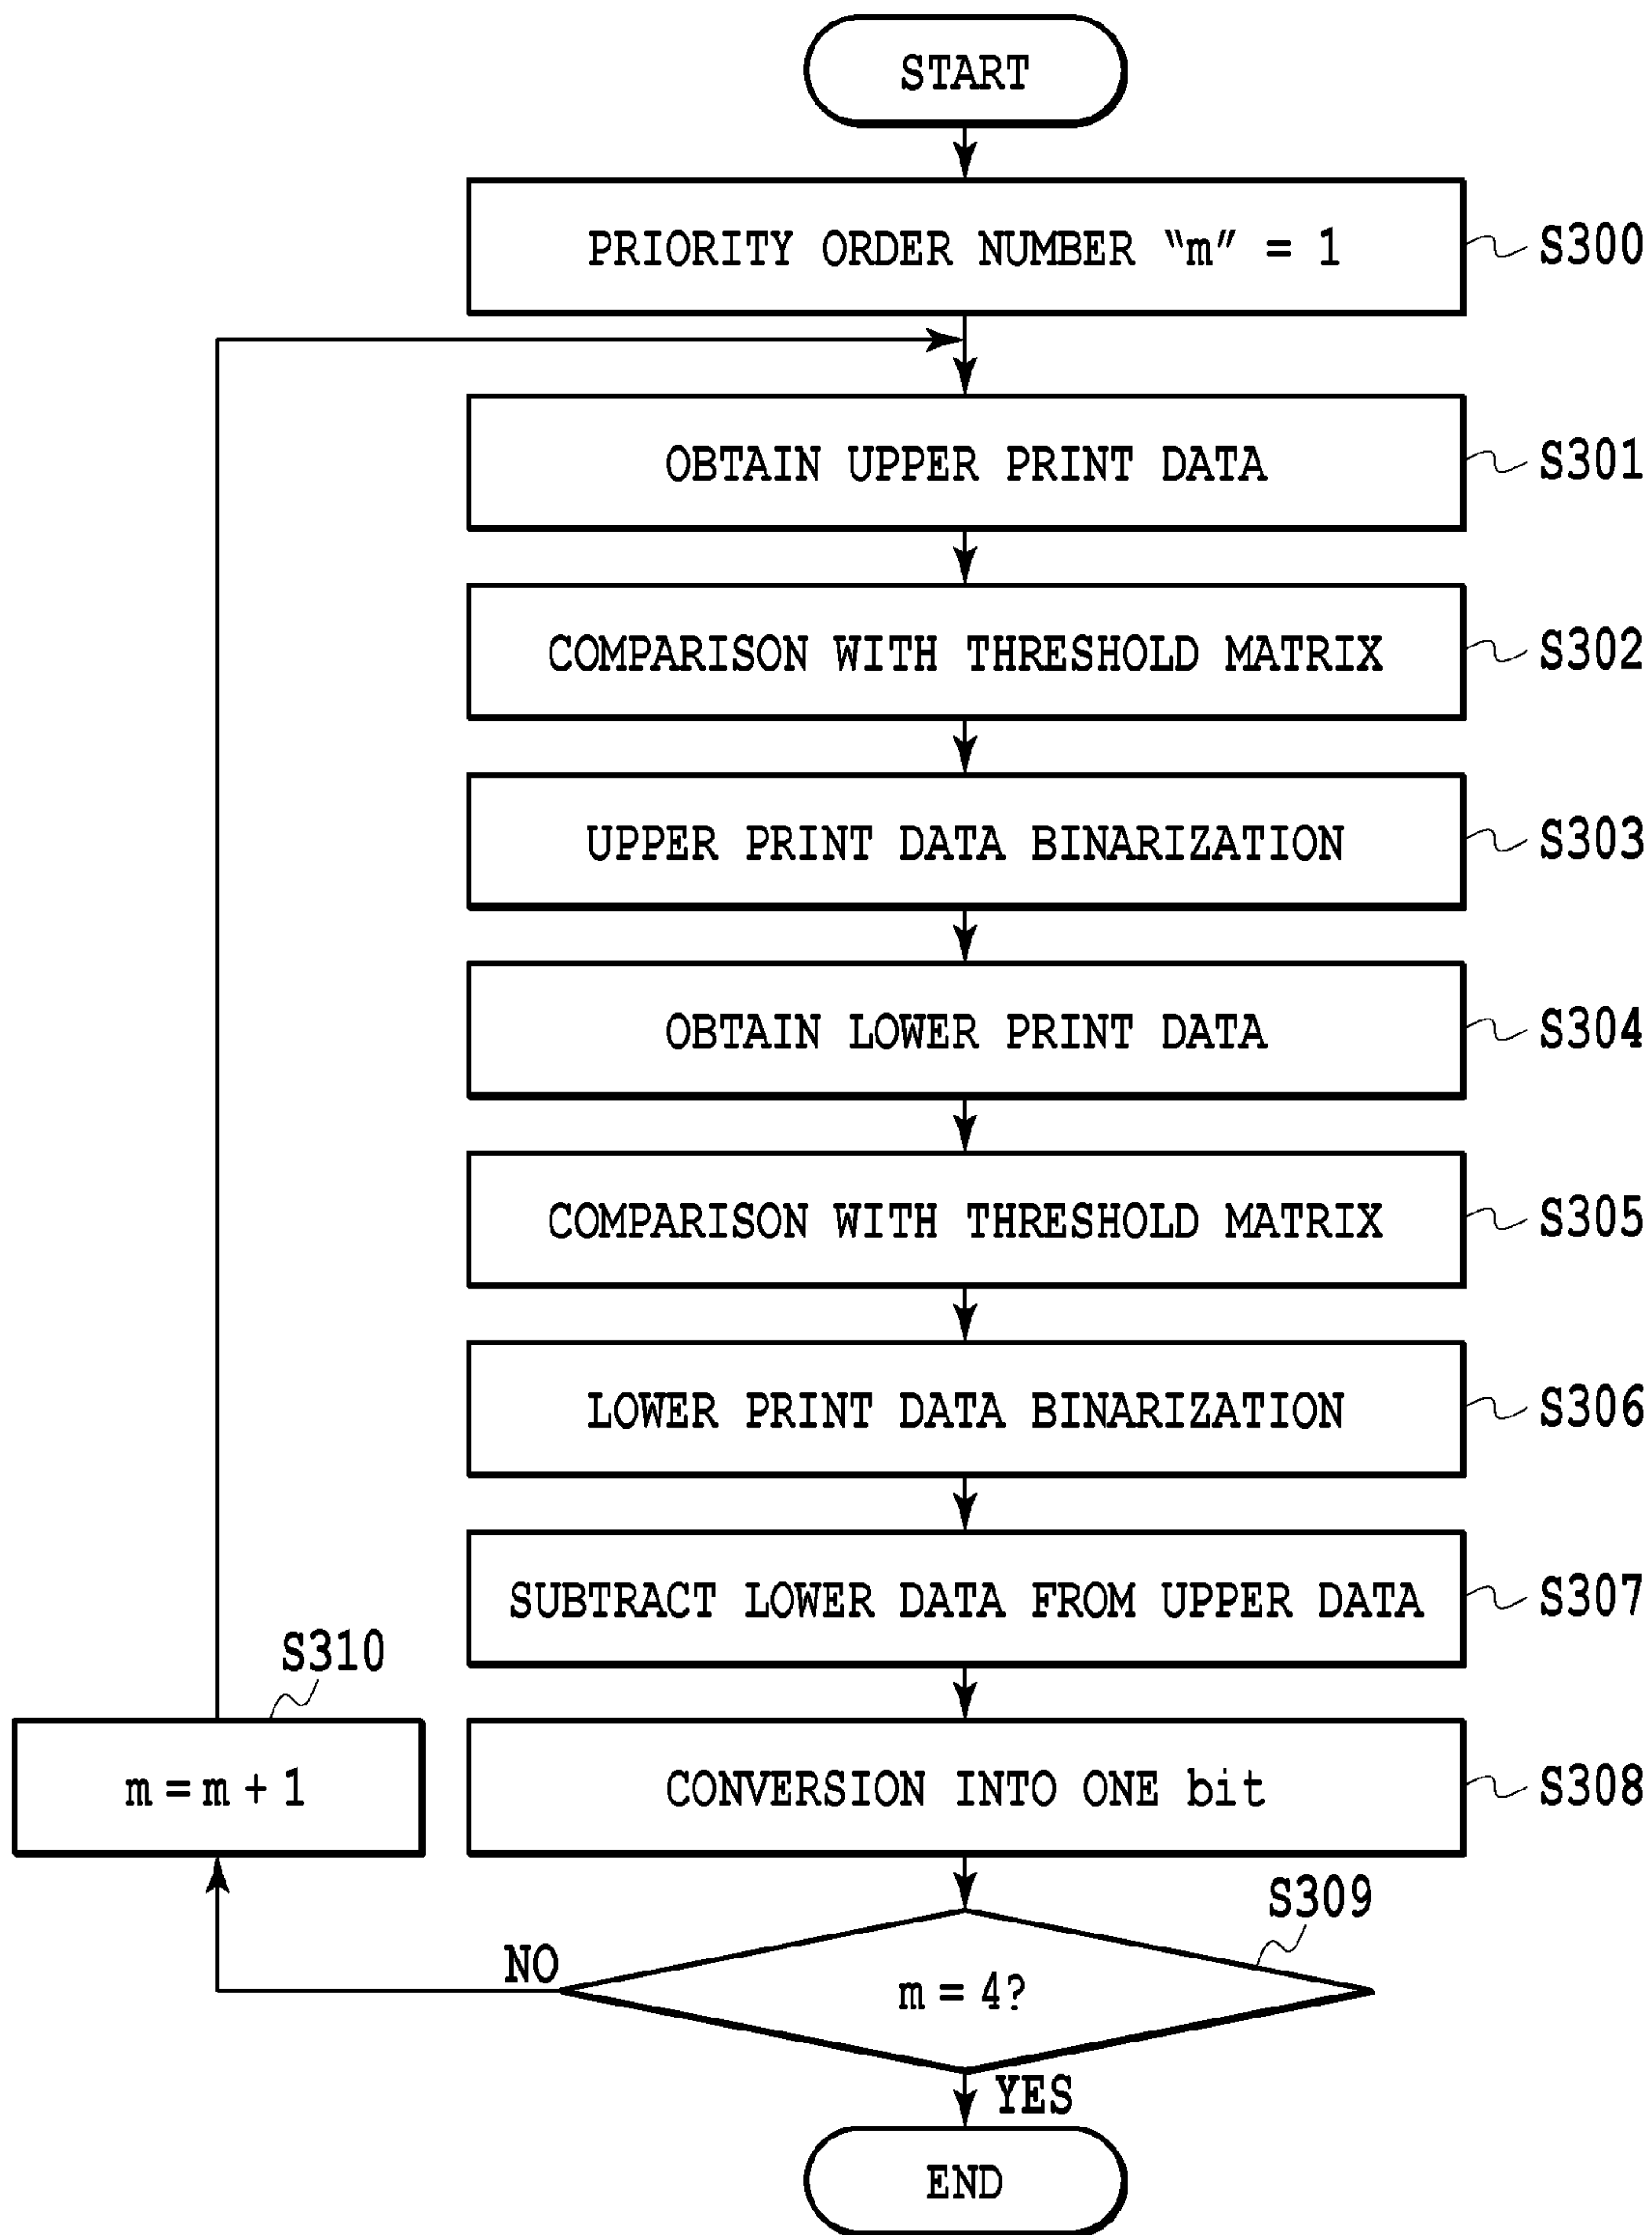 START
PRIORITY ORDER NUMBER “m” = 1
S300
OBTAIN UPPER PRINT DATA
S301
COMPARISON WITH THRESHOLD MATRIX
S302
UPPER PRINT DATA BINARIZATION
S303
OBTAIN LOWER PRINT DATA
S304
COMPARISON WITH THRESHOLD MATRIX
S305
LOWER PRINT DATA BINARIZATION
S306
SUBTRACT LOWER DATA FROM UPPER DATA
S307
S310
m = m + 1
CONVERSION INTO ONE bit
S308
S309
NO
m = 4?
YES
END